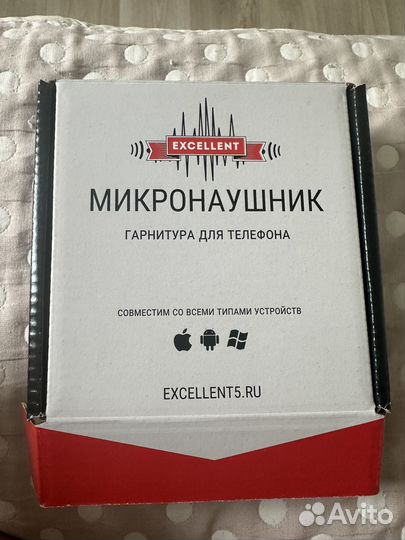 EXCELLENT
МИКРОНАУШНИК
ГАРНИТУРА ДЛЯ ТЕЛЕФОНА
СОВМЕСТИМ СО ВСЕМИ ТИПАМИ УСТРОЙСТВ
EXCELLENT5.RU
Avito